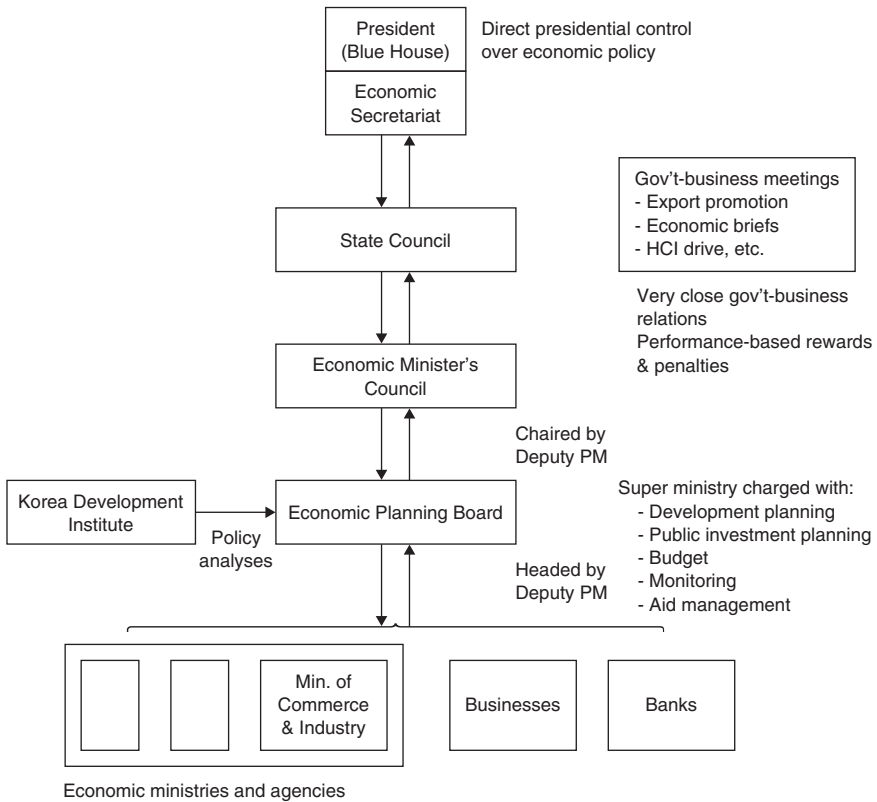 President
(Blue House)
Direct presidential control
over economic policy
Economic
Secretariat
Gov't-business meetings
- Export promotion
- Economic briefs
- HCI drive, etc.
State Council
Very close gov't-business
relations
Performance-based rewards
& penalties
Economic Minister's
Council
Chaired by
Deputy PM
Korea Development
Institute
Policy
analyses
Economic Planning Board
Super ministry charged with:
- Development planning
- Public investment planning
- Budget
- Monitoring
- Aid management
Headed by
Deputy PM
Min. of
Commerce
& Industry
Businesses
Banks
Economic ministries and agencies